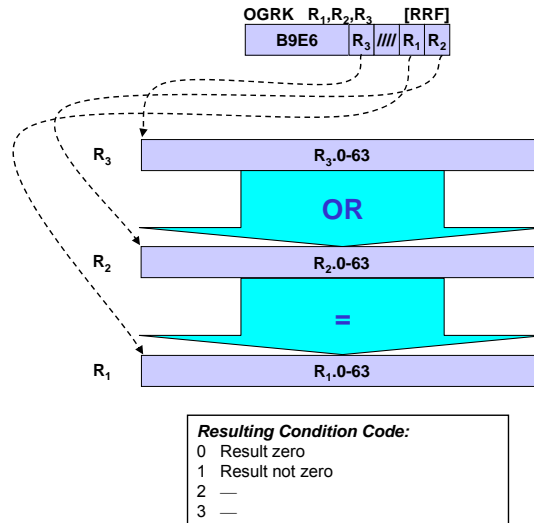 OGRK R1,R2,R3 [RRF]
B9E6 R3 //// R1 R2
R3 R3.0-63
OR
R2 R2.0-63
=
R1 R1.0-63
Resulting Condition Code:
0 Result zero
1 Result not zero
2 —
3 —